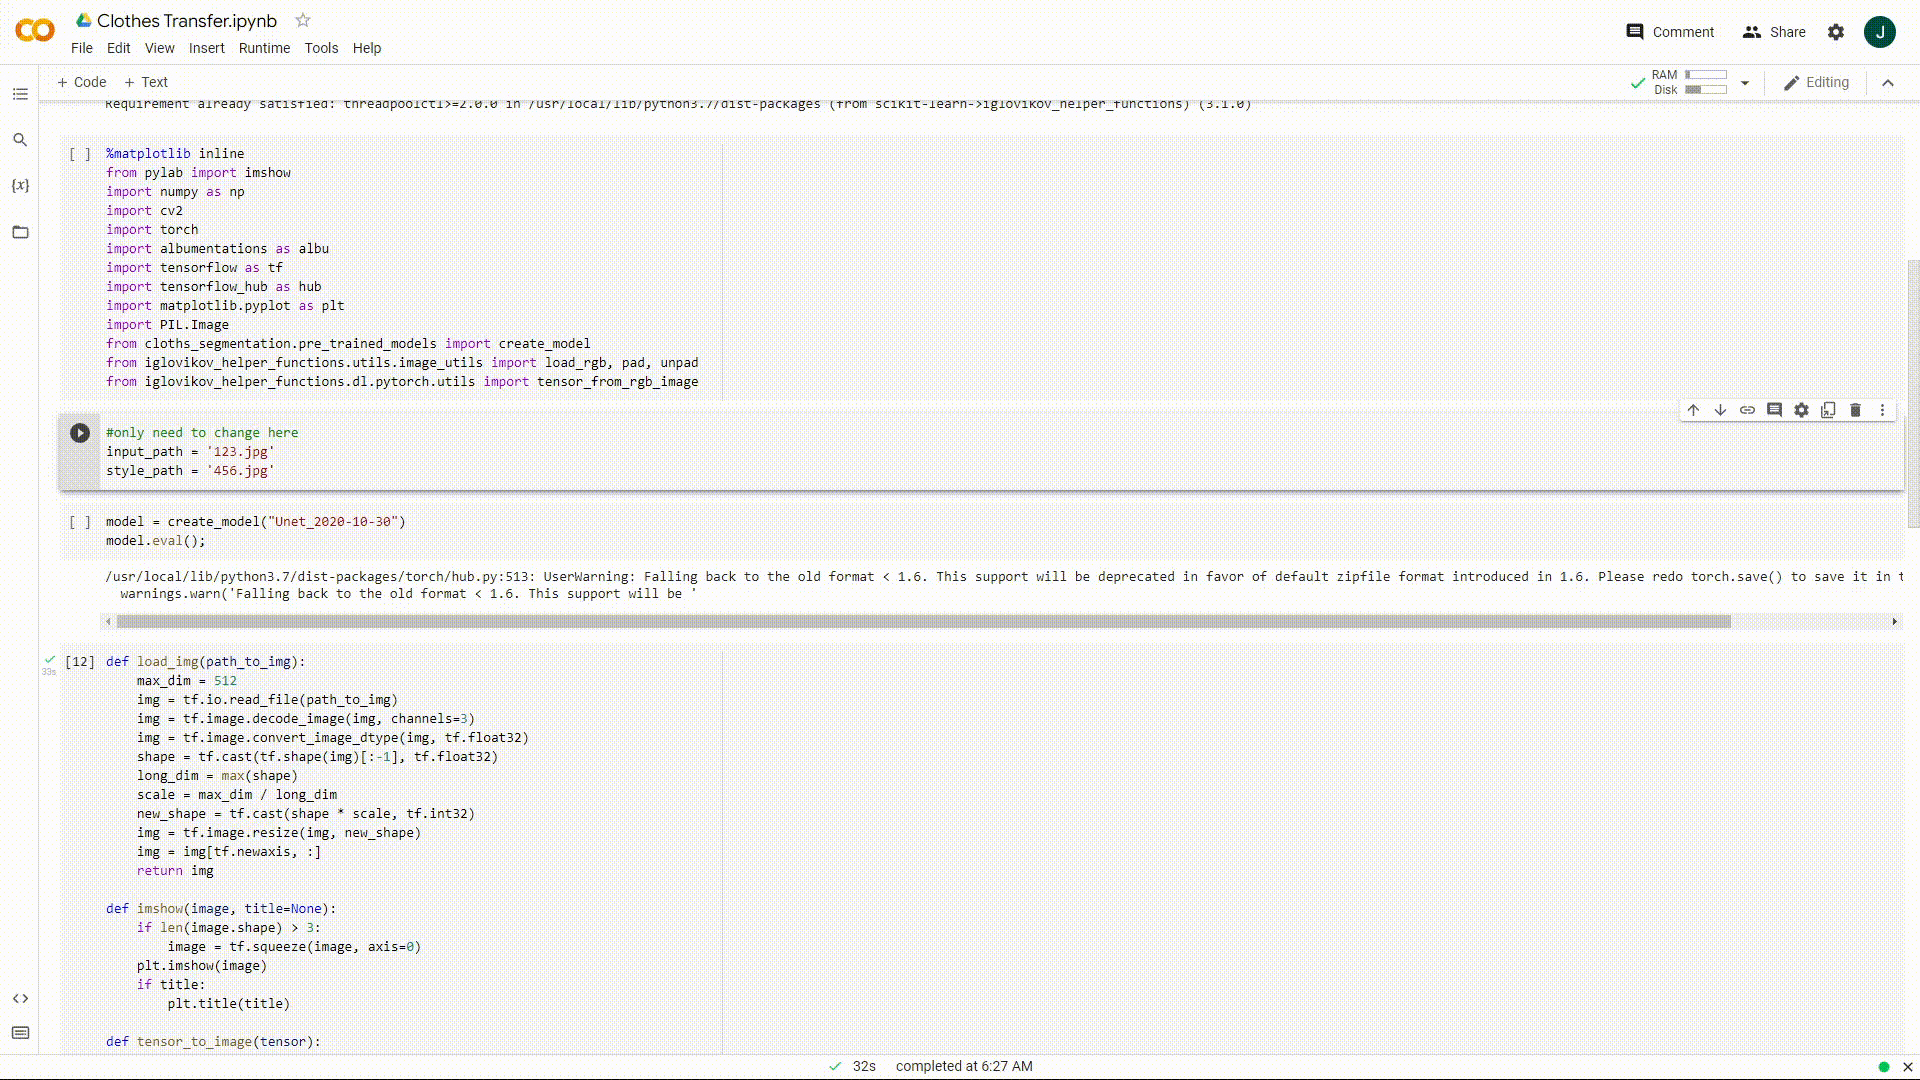 Clothes Transfer.ipynb
File Edit View Insert Runtime Tools Help
Comment
Share
J
+ Code + Text
RAM
Disk
Editing
Requirement already satisfied: threadpoolctl>=2.0.0 in /usr/local/lib/python3.7/dist-packages (from scikit-learn->iglovikov_helper_functions) (3.1.0)
[ ] %matplotlib inline
from pylab import imshow
import numpy as np
import cv2
import torch
import albumentations as albu
import tensorflow as tf
import tensorflow_hub as hub
import matplotlib.pyplot as plt
import PIL.Image
from cloths_segmentation.pre_trained_models import create_model
from iglovikov_helper_functions.utils.image_utils import load_rgb, pad, unpad
from iglovikov_helper_functions.dl.pytorch.utils import tensor_from_rgb_image
#only need to change here
input_path = '123.jpg'
style_path = '456.jpg'
[ ] model = create_model("Unet_2020-10-30")
model.eval();
/usr/local/lib/python3.7/dist-packages/torch/hub.py:513: UserWarning: Falling back to the old format < 1.6. This support will be deprecated in favor of default zipfile format introduced in 1.6. Please redo torch.save() to save it in t
warnings.warn('Falling back to the old format < 1.6. This support will be '
33s
[12] def load_img(path_to_img):
max_dim = 512
img = tf.io.read_file(path_to_img)
img = tf.image.decode_image(img, channels=3)
img = tf.image.convert_image_dtype(img, tf.float32)
shape = tf.cast(tf.shape(img)[:-1], tf.float32)
long_dim = max(shape)
scale = max_dim / long_dim
new_shape = tf.cast(shape * scale, tf.int32)
img = tf.image.resize(img, new_shape)
img = img[tf.newaxis, :]
return img
def imshow(image, title=None):
if len(image.shape) > 3:
image = tf.squeeze(image, axis=0)
plt.imshow(image)
if title:
plt.title(title)
def tensor_to_image(tensor):
32s completed at 6:27 AM